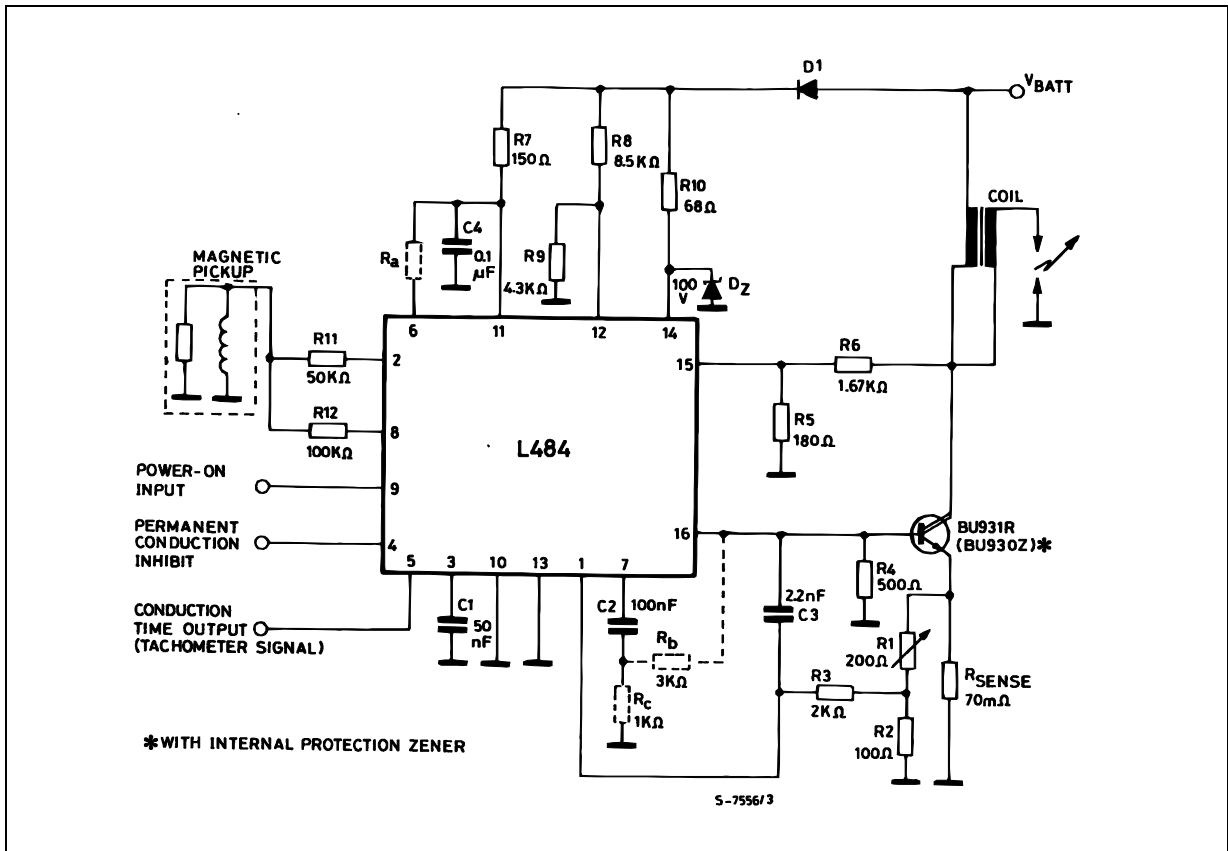 D1
VBATT
R7
150Ω
R8
8.5KΩ
R10
68Ω
COIL
C4
0.1
μF
Ra
R9
4.3KΩ
100
V
DZ
MAGNETIC
PICKUP
6
11
12
14
R11
50KΩ
2
15
R6
1.67KΩ
R12
100KΩ
8
R5
180Ω
L484
POWER-ON
INPUT
9
PERMANENT
CONDUCTION
INHIBIT
4
16
BU931R
(BU930Z)*
5
3
10
13
1
7
R4
500Ω
CONDUCTION
TIME OUTPUT
(TACHOMETER SIGNAL)
C1
50
nF
C2
100nF
2.2nF
C3
Rb
3KΩ
R1
200Ω
Rc
1KΩ
R3
2KΩ
RSENSE
70mΩ
R2
100Ω
*WITH INTERNAL PROTECTION ZENER
S-7556/3